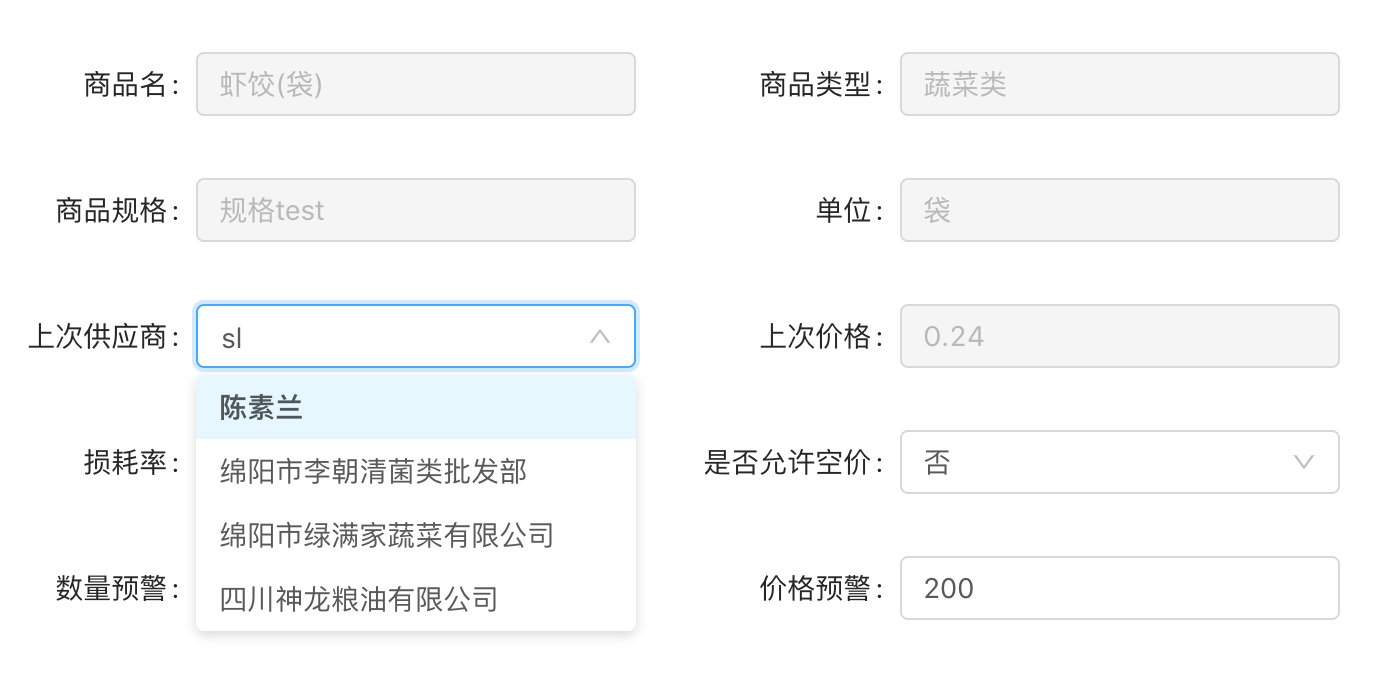 商品名: 虾饺(袋) 商品类型: 蔬菜类
商品规格: 规格test 单位: 袋
上次供应商: sl 上次价格: 0.24
陈素兰
损耗率: 绵阳市李朝清菌类批发部 是否允许空价: 否
绵阳市绿满家蔬菜有限公司
数量预警: 四川神龙粮油有限公司 价格预警: 200